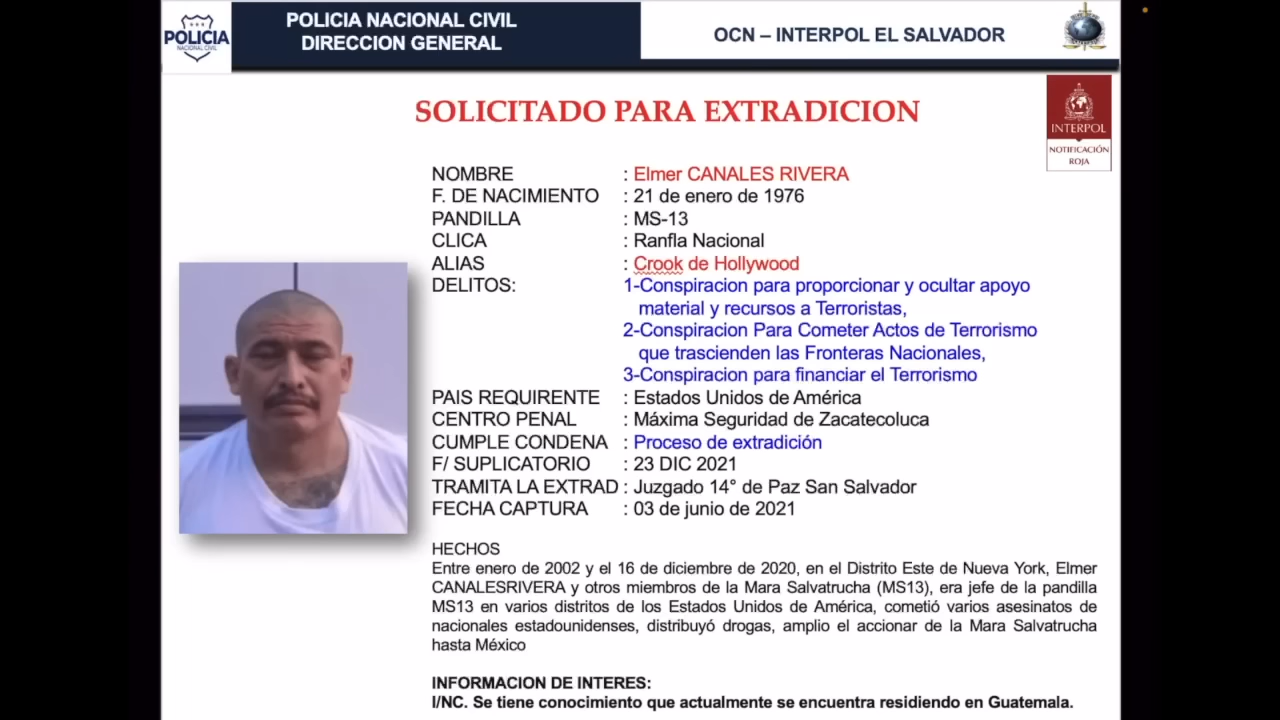 POLICIA NACIONAL CIVIL
DIRECCION GENERAL
POLICÍA
NACIONAL CIVIL
OCN – INTERPOL EL SALVADOR
SOLICITADO PARA EXTRADICION
INTERPOL
NOTIFICACIÓN
ROJA
NOMBRE : Elmer CANALES RIVERA
F. DE NACIMIENTO : 21 de enero de 1976
PANDILLA : MS-13
CLICA : Ranfla Nacional
ALIAS : Crook de Hollywood
DELITOS: 1-Conspiracion para proporcionar y ocultar apoyo
material y recursos a Terroristas,
2-Conspiracion Para Cometer Actos de Terrorismo
que trascienden las Fronteras Nacionales,
3-Conspiracion para financiar el Terrorismo
PAIS REQUIRENTE : Estados Unidos de América
CENTRO PENAL : Máxima Seguridad de Zacatecoluca
CUMPLE CONDENA : Proceso de extradición
F/ SUPLICATORIO : 23 DIC 2021
TRAMITA LA EXTRAD : Juzgado 14° de Paz San Salvador
FECHA CAPTURA : 03 de junio de 2021
HECHOS
Entre enero de 2002 y el 16 de diciembre de 2020, en el Distrito Este de Nueva York, Elmer
CANALESRIVERA y otros miembros de la Mara Salvatrucha (MS13), era jefe de la pandilla
MS13 en varios distritos de los Estados Unidos de América, cometió varios asesinatos de
nacionales estadounidenses, distribuyó drogas, amplio el accionar de la Mara Salvatrucha
hasta México
INFORMACION DE INTERES:
I/NC. Se tiene conocimiento que actualmente se encuentra residiendo en Guatemala.